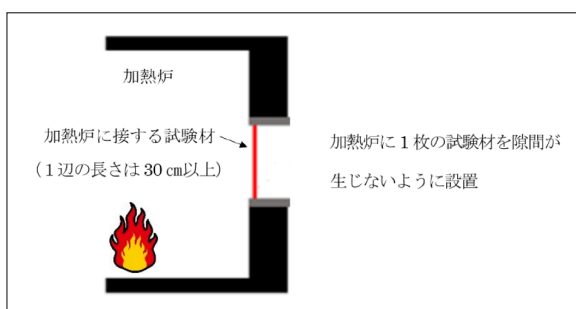 加熱炉
加熱炉に接する試験材
(1辺の長さは 30 ㎝以上)
加熱炉に 1 枚の試験材を隙間が
生じないように設置